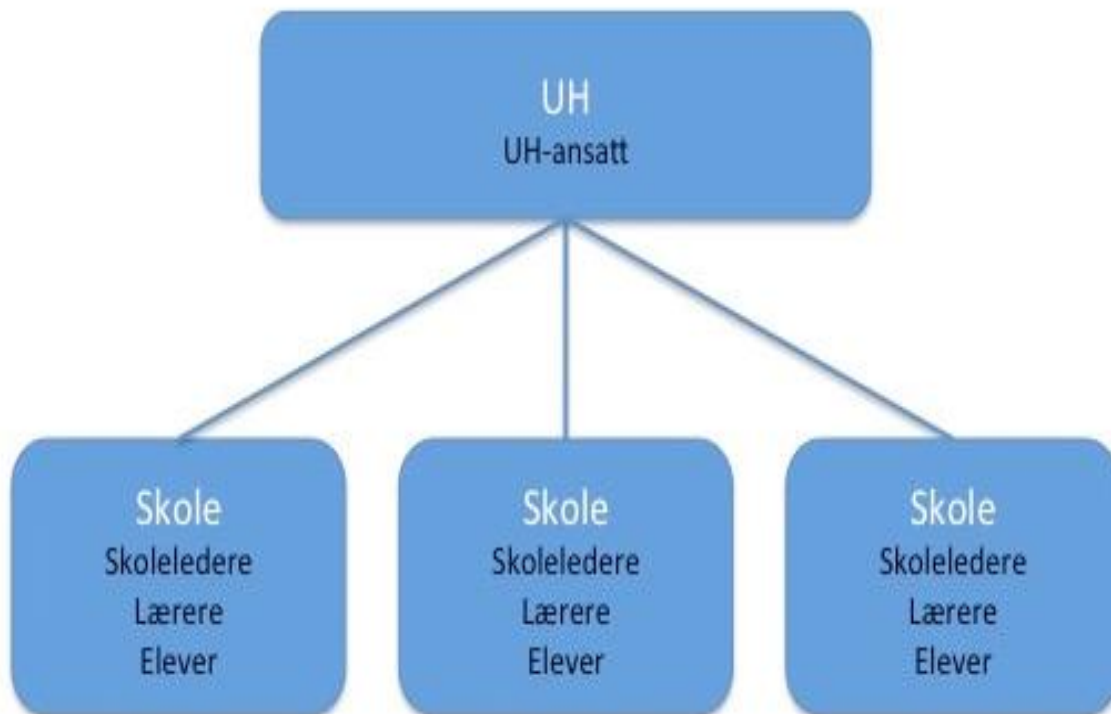 UH
UH-ansatt
Skole
Skoleledere
Lærere
Elever
Skole
Skoleledere
Lærere
Elever
Skole
Skoleledere
Lærere
Elever